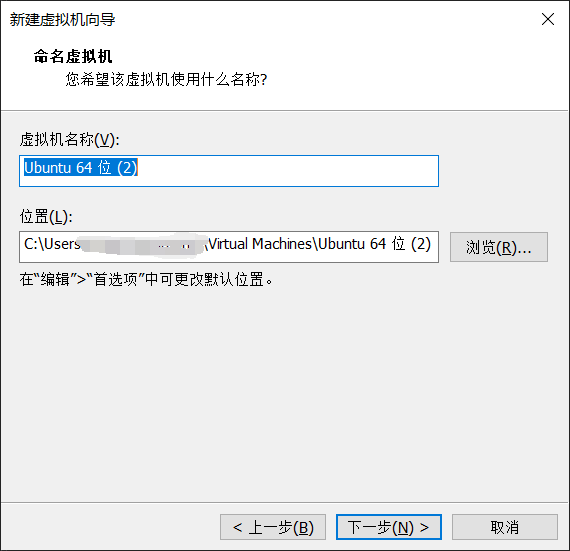 新建虚拟机向导
命名虚拟机
您希望该虚拟机使用什么名称?
虚拟机名称(V):
Ubuntu 64 位 (2)
位置(L):
C:\Users \Virtual Machines\Ubuntu 64 位 (2)
浏览(R)...
在“编辑”>“首选项”中可更改默认位置。
< 上一步(B)
下一步(N) >
取消